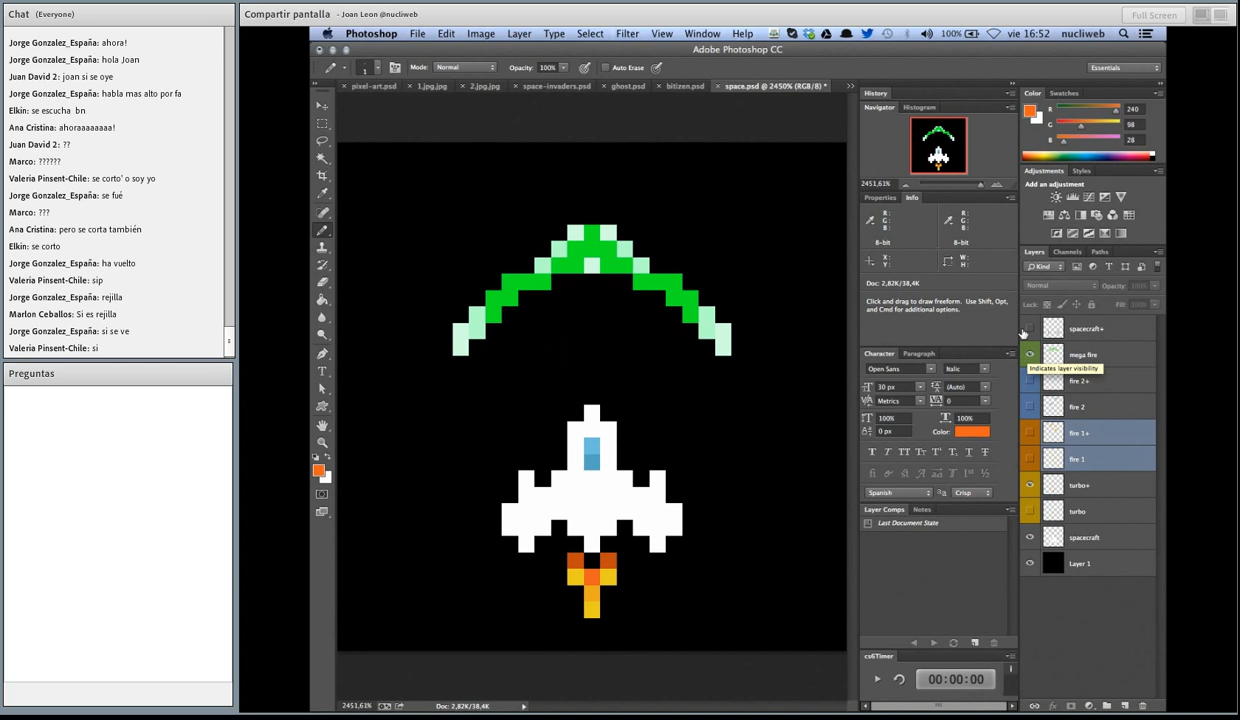 Chat (Everyone)
Jorge Gonzalez_España: ahora!
Jorge Gonzalez_España: hola Joan
Juan David 2: joan si se oye
Jorge Gonzalez_España: habla mas alto por fa
Elkin: se escucha bn
Ana Cristina: ahoraaaaaaaa!
Juan David 2: ??
Marco: ??????
Valeria Pinsent-Chile: se corto' o soy yo
Jorge Gonzalez_España: se fué
Marco: ???
Ana Cristina: pero se corta también
Elkin: se corto
Jorge Gonzalez_España: ha vuelto
Valeria Pinsent-Chile: sip
Jorge Gonzalez_España: rejilla
Marlon Ceballos: Si es rejilla
Jorge Gonzalez_España: si se ve
Valeria Pinsent-Chile: si
Preguntas
Compartir pantalla - Joan Leon @nucliweb
Full Screen
Photoshop File Edit Image Layer Type Select Filter View Window Help 100% vie 16:52 nucliweb
Adobe Photoshop CC
1 Mode: Normal Opacity: 100% Auto Erase Essentials
pixel-art.psd 1.jpg.jpg 2.jpg.jpg space-invaders.psd ghost.psd bitizen.psd space.psd @ 2450% (RGB/8) *
History
Navigator Histogram
2451,61%
Properties Info
R: R:
G: G:
B: B:
8-bit 8-bit
X: W:
Y: H:
Doc: 2,82K/38,4K
Click and drag to draw freeform. Use Shift, Opt, and Cmd for additional options.
Character Paragraph
Open Sans Italic
30 px (Auto)
Metrics 0
100% 100%
0 px Color:
Spanish Crisp
Layer Comps Notes
Last Document State
cs6Timer
00:00:00
Color Swatches
R 240
G 98
B 28
Adjustments Styles
Add an adjustment
Layers Channels Paths
Kind
Normal Opacity: 100%
Lock: Fill: 100%
spacecraft+
mega fire
Indicates layer visibility
fire 2+
fire 2
fire 1+
fire 1
turbo+
turbo
spacecraft
Layer 1
2451,61% Doc: 2,82K/38,4K